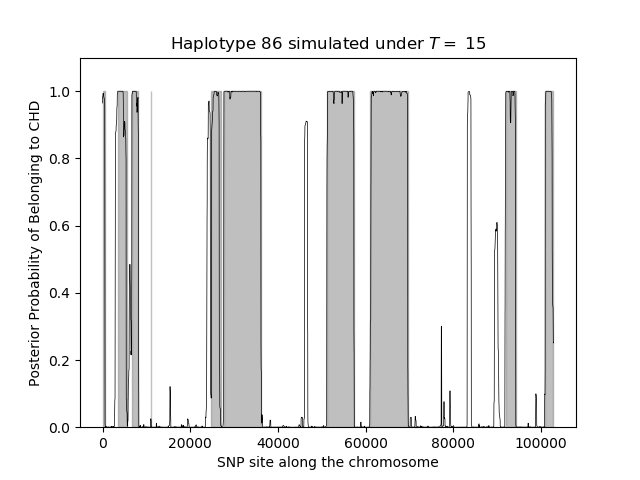 Haplotype 86 simulated under T = 15
Posterior Probability of Belonging to CHD
1.0
0.8
0.6
0.4
0.2
0.0
0 20000 40000 60000 80000 100000
SNP site along the chromosome